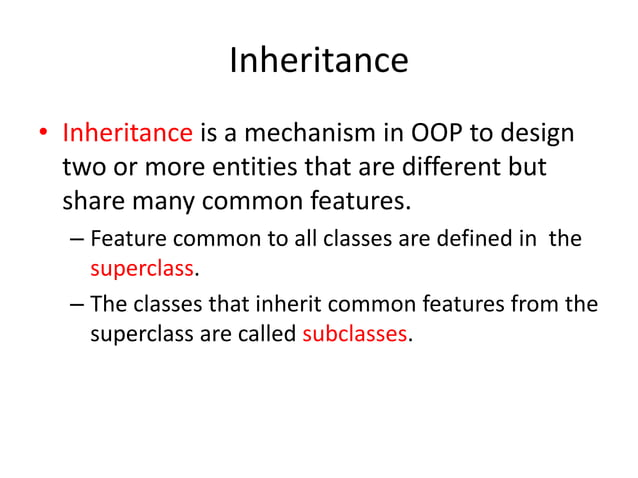 Inheritance
• Inheritance is a mechanism in OOP to design
two or more entities that are different but
share many common features.
– Feature common to all classes are defined in  the
superclass.
– The classes that inherit common features from the
superclass are called subclasses.